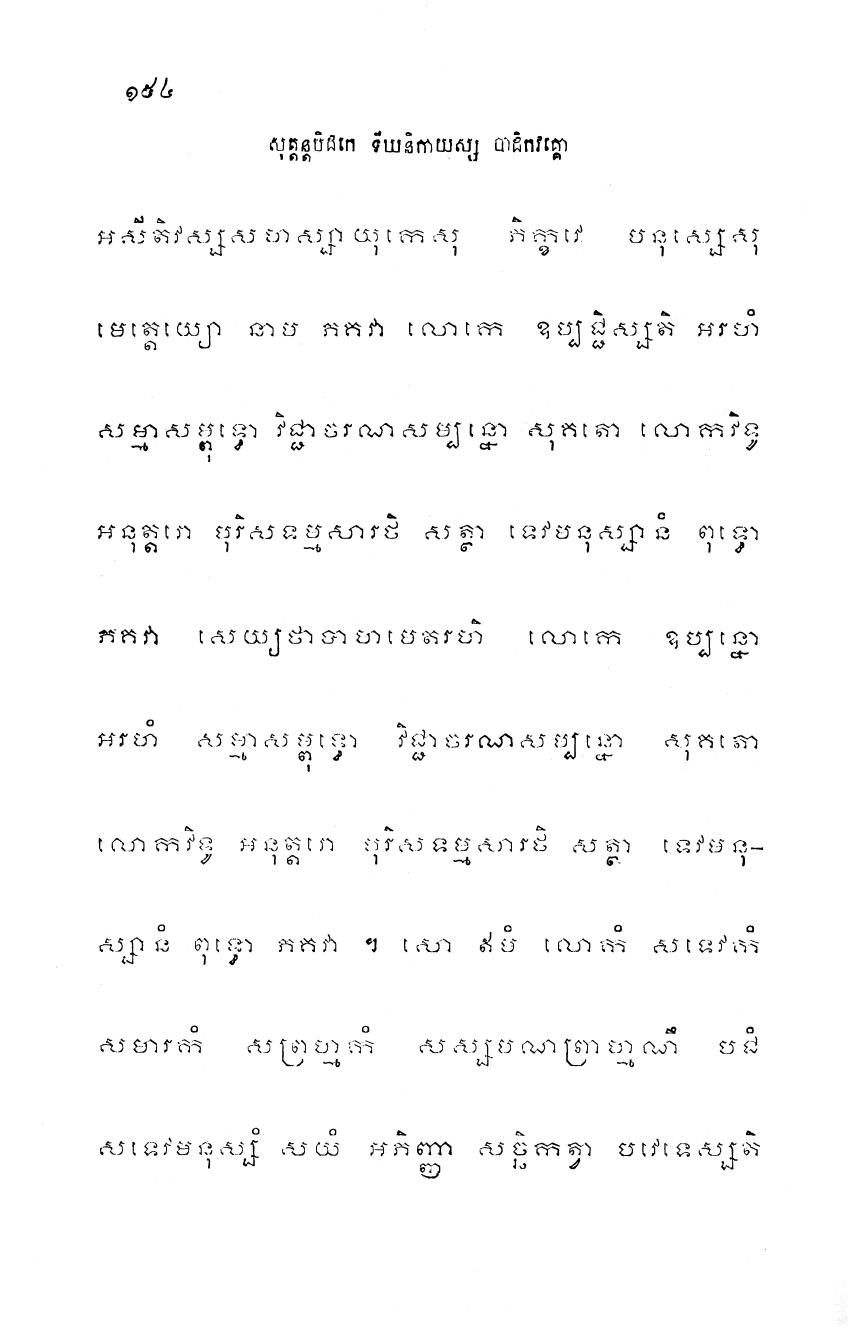 ១៥៤
សុត្តន្តបិដកេ ទីឃនិកាយស្ស បាដិកវគ្គោ
អសីតិវស្សសហស្សាយុកេសុ ភិក្ខវេ មនុស្សេសុ
មេត្តេយ្យោ នាម ភគវា លោកេ ឧប្បជ្ជិស្សតិ អរហំ
សម្មាសម្ពុទ្ធោ វិជ្ជាចរណសម្បន្នោ សុគតោ លោកវិទូ
អនុត្តរោ បុរិសទម្មសារថិ សត្ថា ទេវមនុស្សានំ ពុទ្ធោ
ភគវា សេយ្យថាបាហមេតរហិ លោកេ ឧប្បន្នោ
អរហំ សម្មាសម្ពុទ្ធោ វិជ្ជាចរណសម្បន្នោ សុគតោ
លោកវិទូ អនុត្តរោ បុរិសទម្មសារថិ សត្ថា ទេវមនុ-
ស្សានំ ពុទ្ធោ ភគវា ។ សោ ឥមំ លោកំ សទេវកំ
សមារកំ សព្រហ្មកំ សស្សមណព្រាហ្មណឹ បជំ
សទេវមនុស្សំ សយំ អភិញ្ញា សច្ឆិកត្វា បវេទេស្សតិ